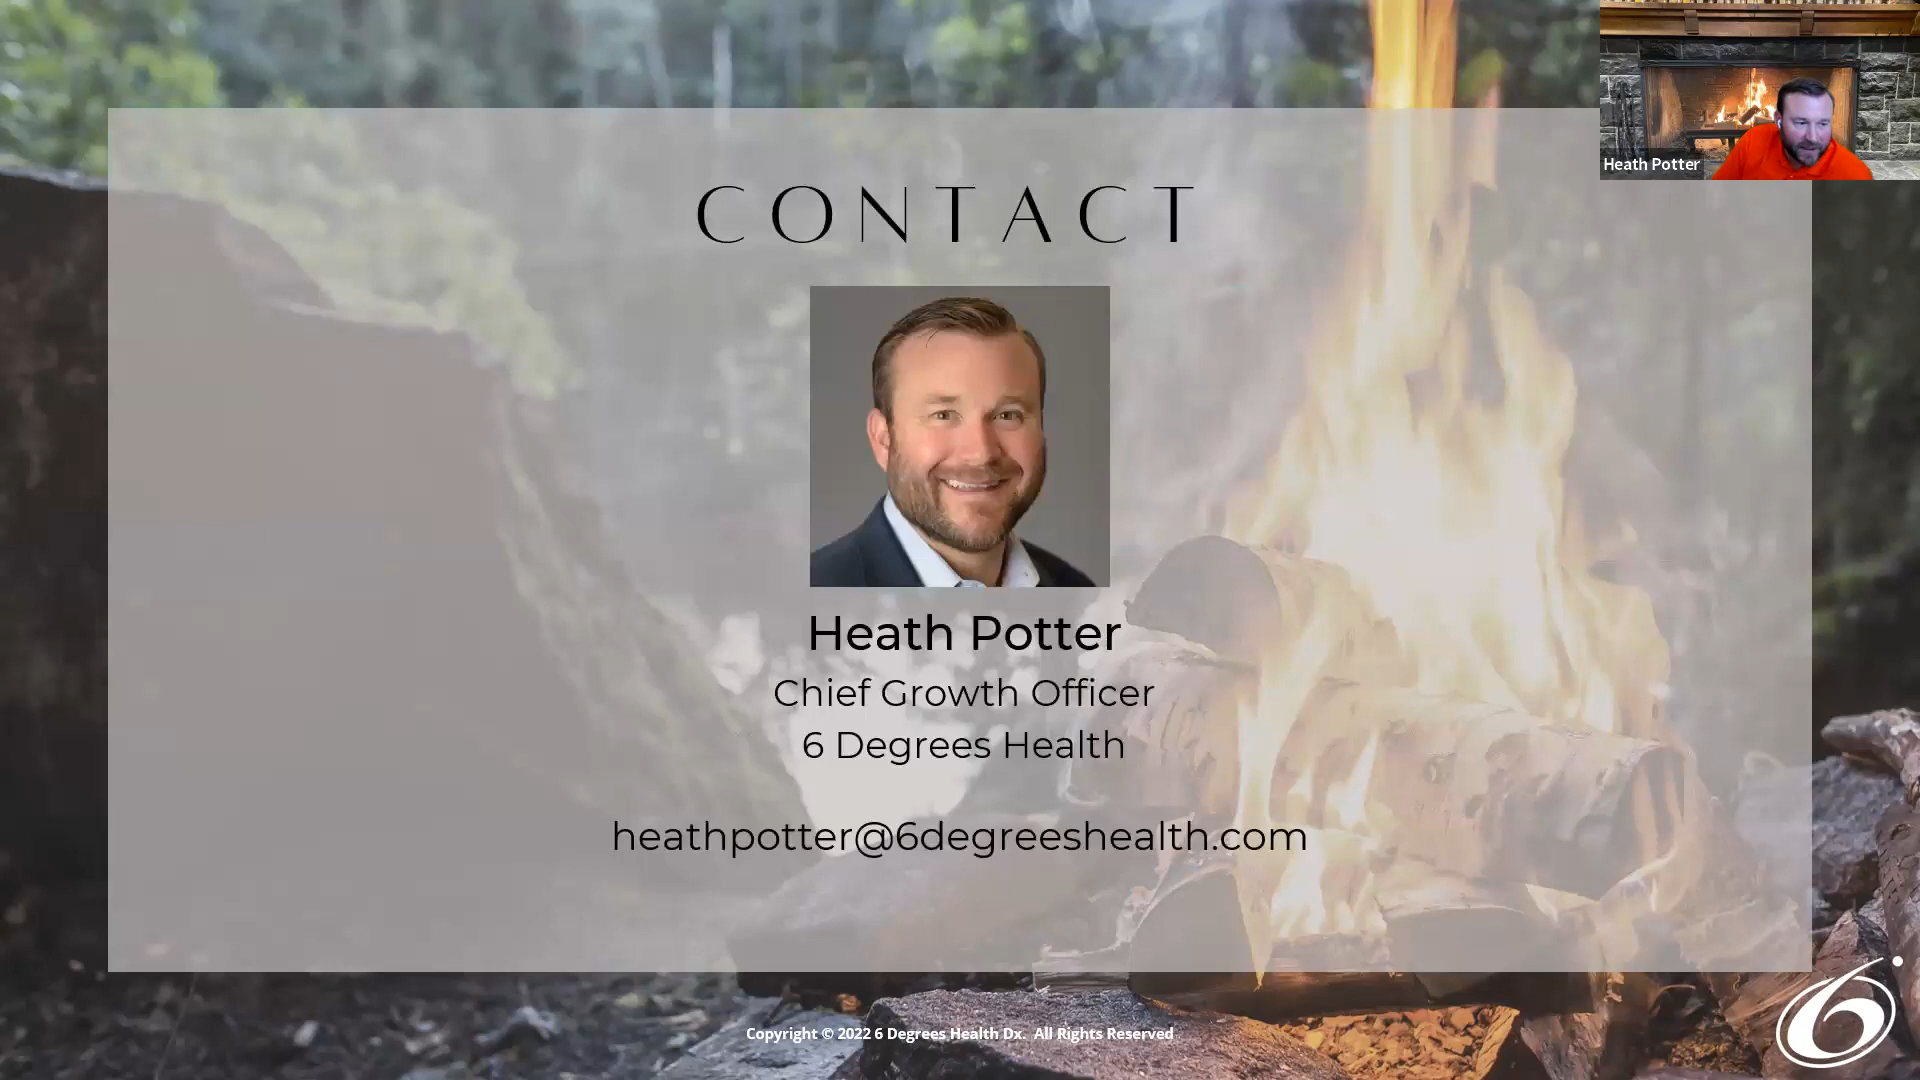 CONTACT
Heath Potter
Heath Potter
Chief Growth Officer
6 Degrees Health
heathpotter@6degreeshealth.com
Copyright © 2022 6 Degrees Health Dx. All Rights Reserved
6